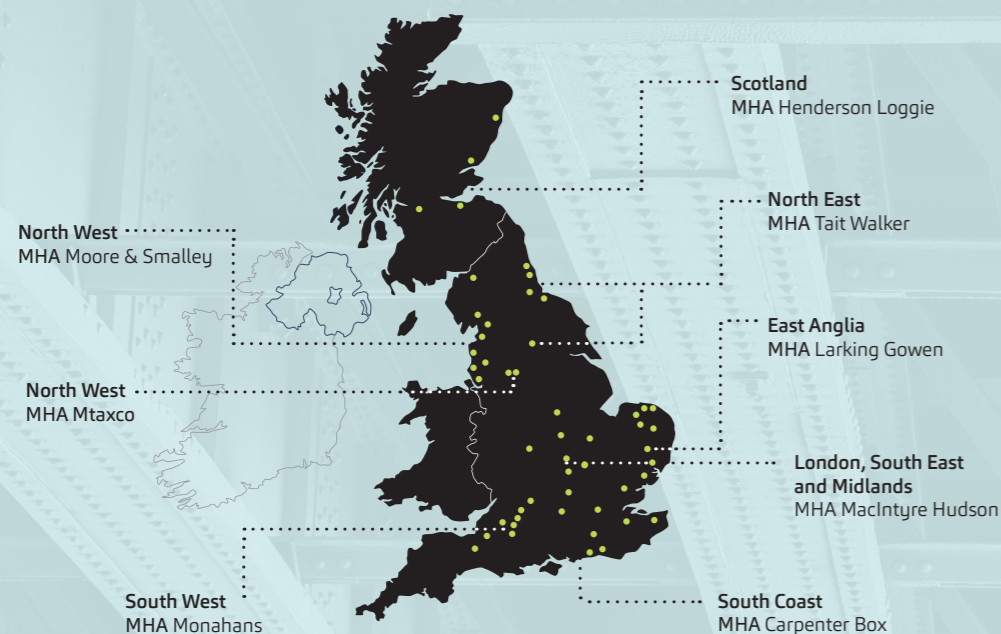 Scotland
MHA Henderson Loggie
North East
MHA Tait Walker
North West
MHA Moore & Smalley
East Anglia
MHA Larking Gowen
North West
MHA Mtaxco
London, South East
and Midlands
MHA MacIntyre Hudson
South West
MHA Monahans
South Coast
MHA Carpenter Box